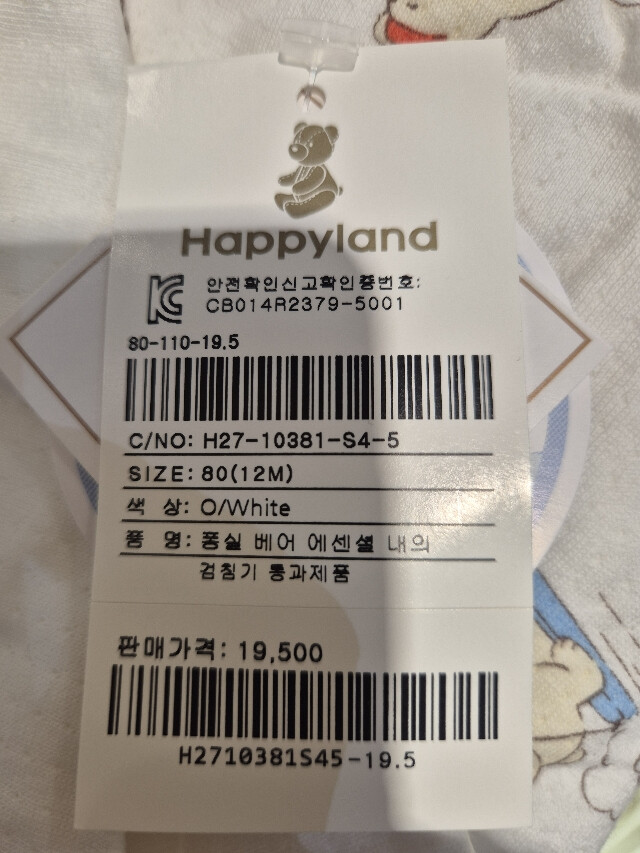 Happyland
안전확인신고확인증번호:
CB014R2379-5001
80-110-19.5
C/NO: H27-10381-S4-5
SIZE: 80(12M)
색 상: O/White
품 명: 퐁실 베어 에센셜 내의
검침기 통과제품
판매가격: 19,500
H2710381S45-19.5